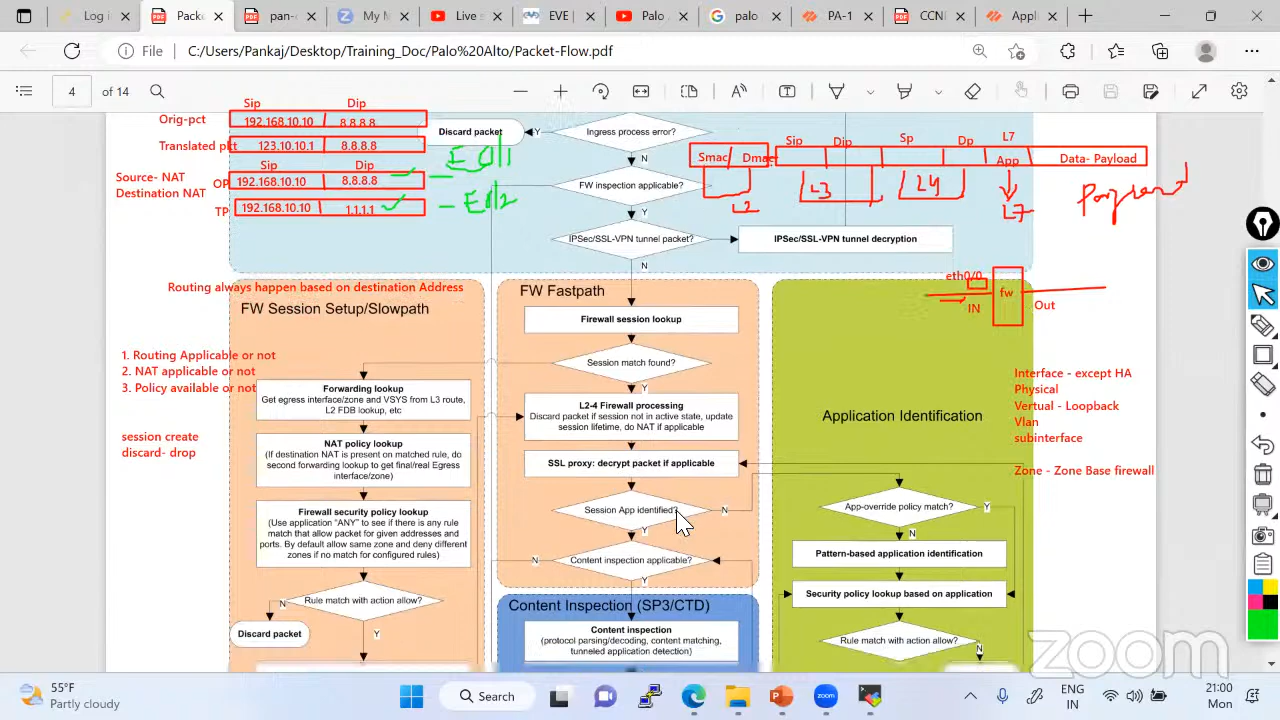 Log in
Pack
Pack
My M
Live s
EVE
Palo
palo
PA-1
CCN
App
File
C:/Users/Pankaj/Desktop/Training_Doc/Palo%20Alto/Packet-Flow.pdf
4
of 14
Sip
Dip
Orig-pct
192.168.10.10
8.8.8.8
Translated pkt
123.10.10.1
8.8.8.8
Sip
Dip
Source- NAT
Destination NAT
OP
192.168.10.10
8.8.8.8
TP
192.168.10.10
1.1.1.1
Discard packet
Y
Ingress process error?
N
FW inspection applicable?
Y
IPSec/SSL-VPN tunnel packet?
IPSec/SSL-VPN tunnel decryption
N
Sip
Dip
Sp
Dp
L7
Smac
Dmac
App
Data- Payload
L2
L3
L4
L7
Payload
eth0/0
fw
IN
Out
Routing always happen based on destination Address
FW Session Setup/Slowpath
1. Routing Applicable or not
2. NAT applicable or not
3. Policy available or not
session create
discard- drop
Forwarding lookup
Get egress interface/zone and VSYS from L3 route,
L2 FDB lookup, etc
NAT policy lookup
(If destination NAT is present on matched rule, do
second forwarding lookup to get final/real Egress
interface/zone)
Firewall security policy lookup
(Use application “ANY” to see if there is any rule
match that allow packet for given addresses and
ports. By default allow same zone and deny different
zones if no match for configured rules)
Rule match with action allow?
N
Discard packet
Y
FW Fastpath
Firewall session lookup
Session match found?
Y
L2-4 Firewall processing
Discard packet if session not in active state, update
session lifetime, do NAT if applicable
SSL proxy: decrypt packet if applicable
Session App identified?
N
Y
Content inspection applicable?
N
Y
Content Inspection (SP3/CTD)
Content inspection
(protocol parsing/decoding, content matching,
tunneled application detection)
Application Identification
App-override policy match?
Y
N
Pattern-based application identification
Security policy lookup based on application
Rule match with action allow?
N
Interface - except HA
Physical
Vertual - Loopback
Vlan
subinterface
Zone - Zone Base firewall
zoom
55°F
Partly cloudy
Search
ENG
IN
21:00
Mon